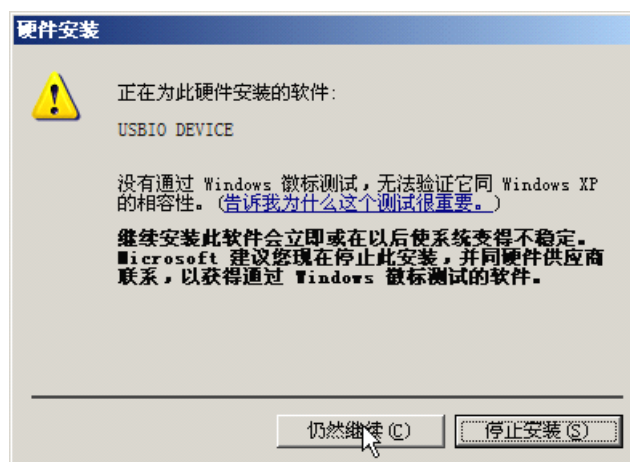 硬件安装
正在为此硬件安装的软件:
USBIO DEVICE
没有通过 Windows 徽标测试，无法验证它同 Windows XP
的相容性。(告诉我为什么这个测试很重要。)
继续安装此软件会立即或在以后使系统变得不稳定。
Microsoft 建议您现在停止此安装，并同硬件供应商
联系，以获得通过 Windows 徽标测试的软件。
仍然继续(C)
停止安装(S)